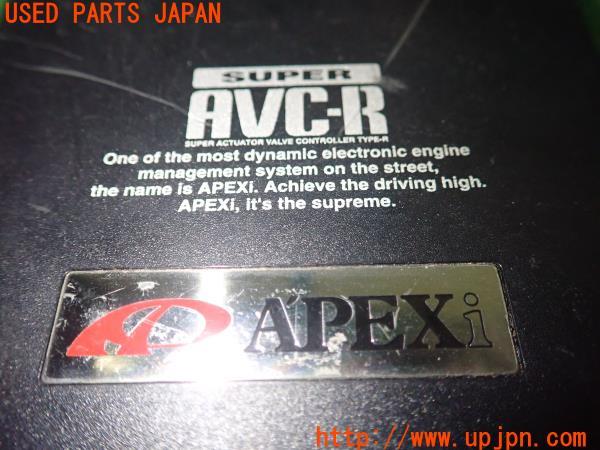 USED PARTS JAPAN
SUPER
AVC-R
SUPER ACTUATOR VALVE CONTROLLER TYPE-R
One of the most dynamic electronic engine
management system on the street,
the name is APEXi. Achieve the driving high.
APEXi, it's the supreme.
A'PEXi
http://www.upjpn.com